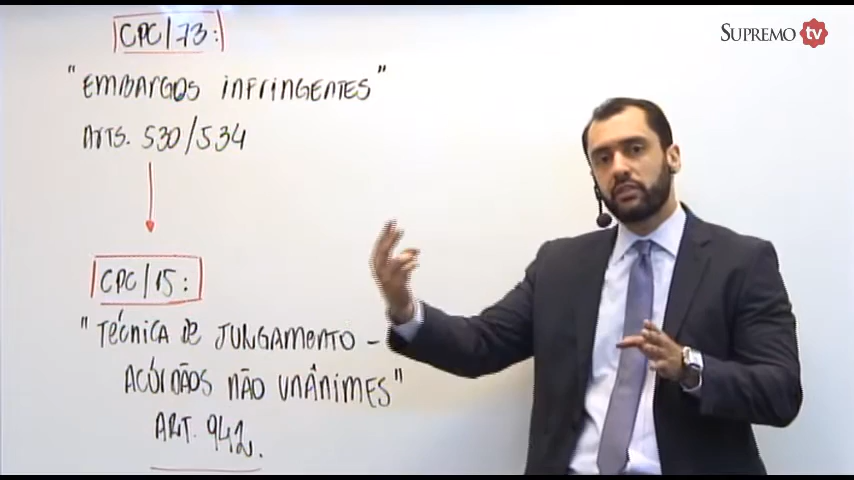 CPC/73:
"EMBARGOS INFRINGENTES"
ARTS. 530/534
CPC/15:
"TÉCNICA DE JULGAMENTO -
ACÓRDÃOS NÃO UNÂNIMES"
ART. 942.
SUPREMO tv